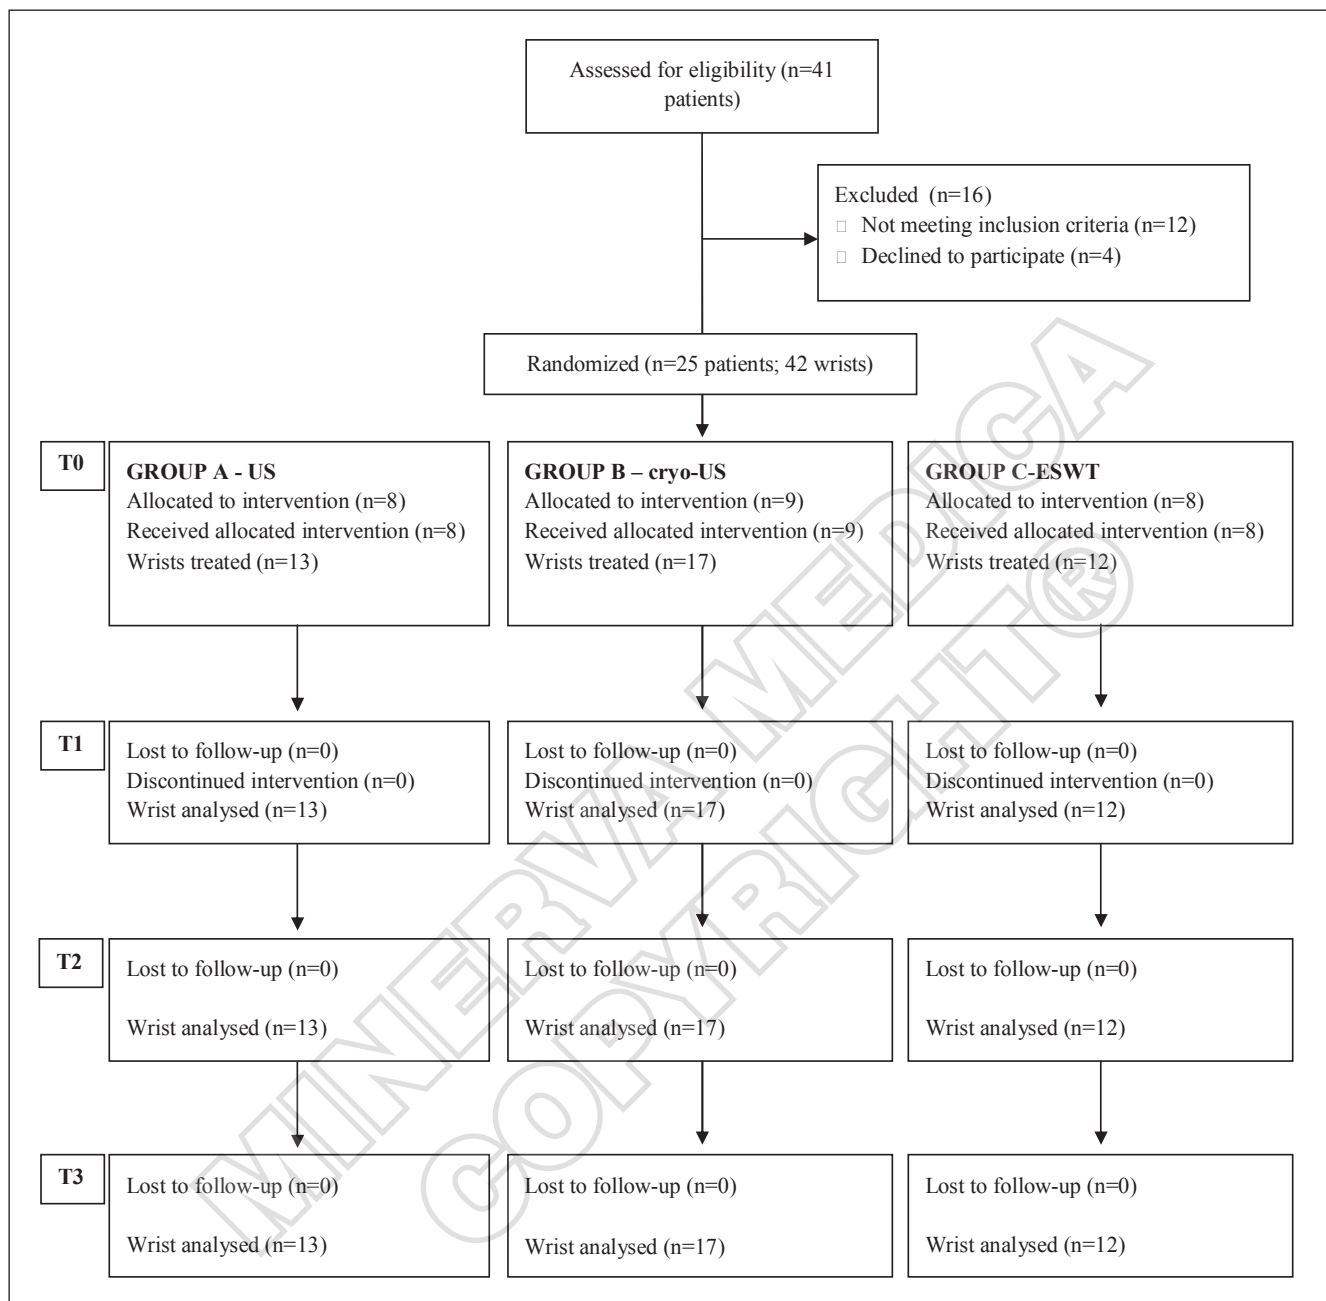 Assessed for eligibility (n=41
patients)
Excluded  (n=16)
□ Not meeting inclusion criteria (n=12)
□ Declined to participate (n=4)
Randomized (n=25 patients; 42 wrists)
T0
GROUP A - US
Allocated to intervention (n=8)
Received allocated intervention (n=8)
Wrists treated (n=13)
GROUP B – cryo-US
Allocated to intervention (n=9)
Received allocated intervention (n=9)
Wrists treated (n=17)
GROUP C-ESWT
Allocated to intervention (n=8)
Received allocated intervention (n=8)
Wrists treated (n=12)
T1
Lost to follow-up (n=0)
Discontinued intervention (n=0)
Wrist analysed (n=13)
Lost to follow-up (n=0)
Discontinued intervention (n=0)
Wrist analysed (n=17)
Lost to follow-up (n=0)
Discontinued intervention (n=0)
Wrist analysed (n=12)
T2
Lost to follow-up (n=0)
Wrist analysed (n=13)
Lost to follow-up (n=0)
Wrist analysed (n=17)
Lost to follow-up (n=0)
Wrist analysed (n=12)
T3
Lost to follow-up (n=0)
Wrist analysed (n=13)
Lost to follow-up (n=0)
Wrist analysed (n=17)
Lost to follow-up (n=0)
Wrist analysed (n=12)
MINERVA MEDICA
COPYRIGHT®